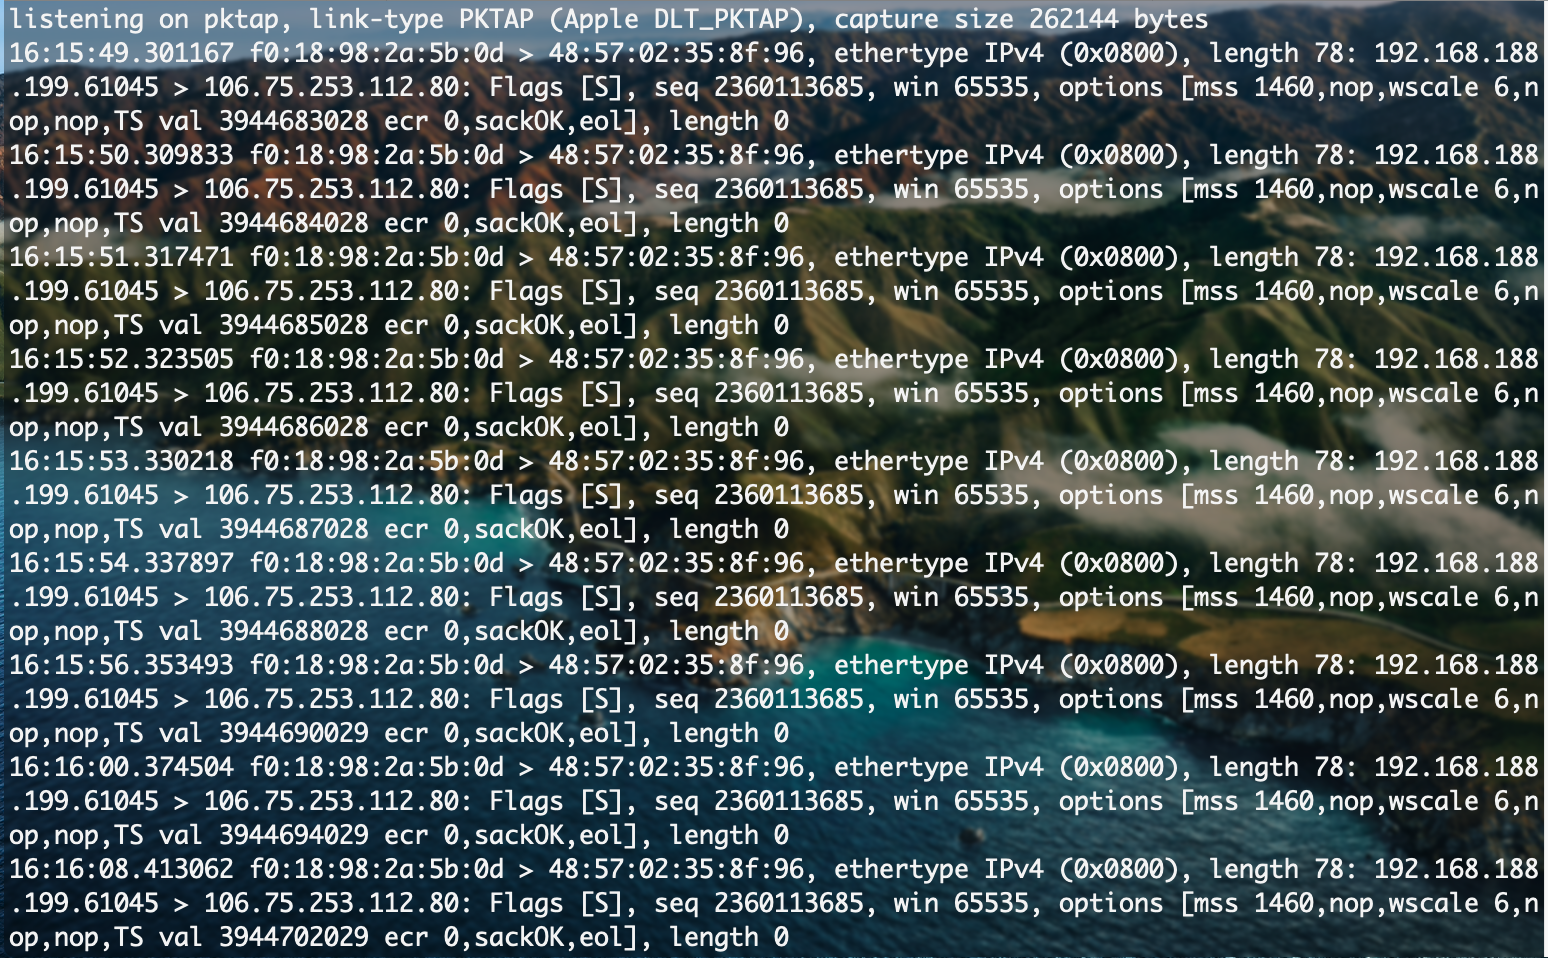 listening on pktap, link-type PKTAP (Apple DLT_PKTAP), capture size 262144 bytes
16:15:49.301167 f0:18:98:2a:5b:0d > 48:57:02:35:8f:96, ethertype IPv4 (0x0800), length 78: 192.168.188
.199.61045 > 106.75.253.112.80: Flags [S], seq 2360113685, win 65535, options [mss 1460,nop,wscale 6,n
op,nop,TS val 3944683028 ecr 0,sackOK,eol], length 0
16:15:50.309833 f0:18:98:2a:5b:0d > 48:57:02:35:8f:96, ethertype IPv4 (0x0800), length 78: 192.168.188
.199.61045 > 106.75.253.112.80: Flags [S], seq 2360113685, win 65535, options [mss 1460,nop,wscale 6,n
op,nop,TS val 3944684028 ecr 0,sackOK,eol], length 0
16:15:51.317471 f0:18:98:2a:5b:0d > 48:57:02:35:8f:96, ethertype IPv4 (0x0800), length 78: 192.168.188
.199.61045 > 106.75.253.112.80: Flags [S], seq 2360113685, win 65535, options [mss 1460,nop,wscale 6,n
op,nop,TS val 3944685028 ecr 0,sackOK,eol], length 0
16:15:52.323505 f0:18:98:2a:5b:0d > 48:57:02:35:8f:96, ethertype IPv4 (0x0800), length 78: 192.168.188
.199.61045 > 106.75.253.112.80: Flags [S], seq 2360113685, win 65535, options [mss 1460,nop,wscale 6,n
op,nop,TS val 3944686028 ecr 0,sackOK,eol], length 0
16:15:53.330218 f0:18:98:2a:5b:0d > 48:57:02:35:8f:96, ethertype IPv4 (0x0800), length 78: 192.168.188
.199.61045 > 106.75.253.112.80: Flags [S], seq 2360113685, win 65535, options [mss 1460,nop,wscale 6,n
op,nop,TS val 3944687028 ecr 0,sackOK,eol], length 0
16:15:54.337897 f0:18:98:2a:5b:0d > 48:57:02:35:8f:96, ethertype IPv4 (0x0800), length 78: 192.168.188
.199.61045 > 106.75.253.112.80: Flags [S], seq 2360113685, win 65535, options [mss 1460,nop,wscale 6,n
op,nop,TS val 3944688028 ecr 0,sackOK,eol], length 0
16:15:56.353493 f0:18:98:2a:5b:0d > 48:57:02:35:8f:96, ethertype IPv4 (0x0800), length 78: 192.168.188
.199.61045 > 106.75.253.112.80: Flags [S], seq 2360113685, win 65535, options [mss 1460,nop,wscale 6,n
op,nop,TS val 3944690029 ecr 0,sackOK,eol], length 0
16:16:00.374504 f0:18:98:2a:5b:0d > 48:57:02:35:8f:96, ethertype IPv4 (0x0800), length 78: 192.168.188
.199.61045 > 106.75.253.112.80: Flags [S], seq 2360113685, win 65535, options [mss 1460,nop,wscale 6,n
op,nop,TS val 3944694029 ecr 0,sackOK,eol], length 0
16:16:08.413062 f0:18:98:2a:5b:0d > 48:57:02:35:8f:96, ethertype IPv4 (0x0800), length 78: 192.168.188
.199.61045 > 106.75.253.112.80: Flags [S], seq 2360113685, win 65535, options [mss 1460,nop,wscale 6,n
op,nop,TS val 3944702029 ecr 0,sackOK,eol], length 0